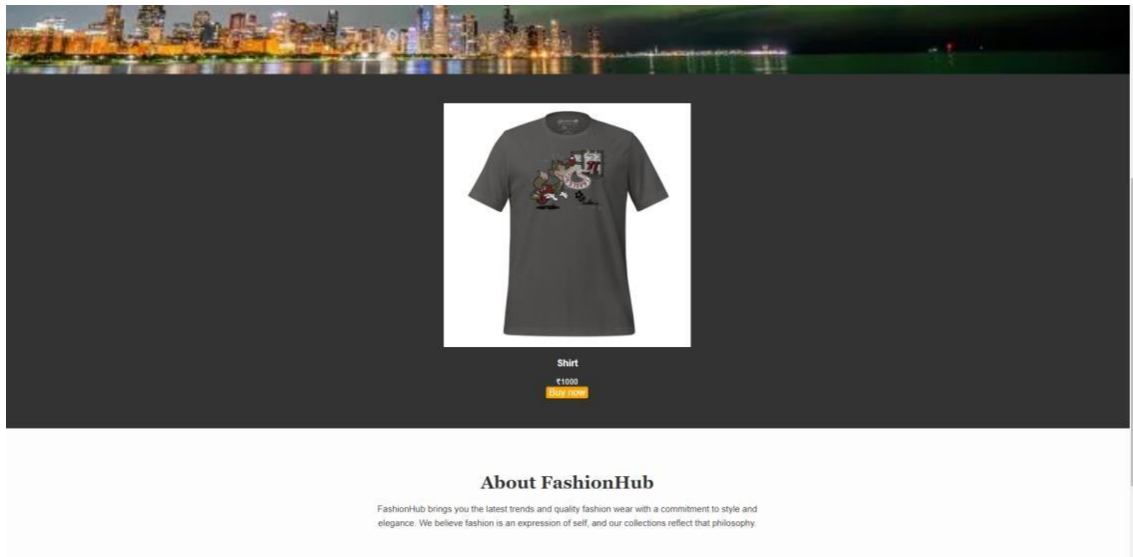 Shirt
₹1000
Buy now
About FashionHub
FashionHub brings you the latest trends and quality fashion wear with a commitment to style and
elegance. We believe fashion is an expression of self, and our collections reflect that philosophy.